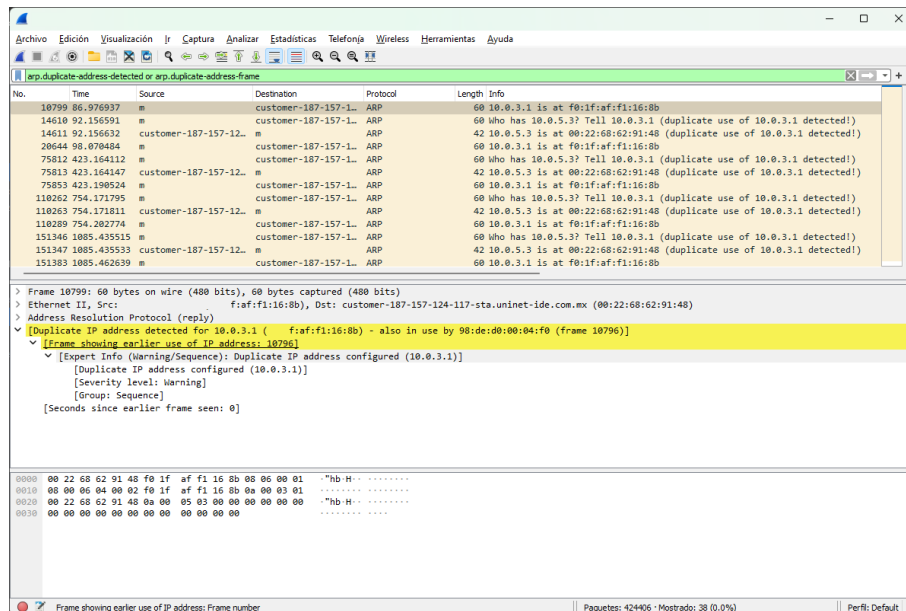 Archivo Edición Visualización Ir Captura Analizar Estadísticas Telefonía Wireless Herramientas Ayuda
arp.duplicate-address-detected or arp.duplicate-address-frame
No. Time Source Destination Protocol Length Info
10799 86.976937 m customer-187-157-1… ARP 60 10.0.3.1 is at f0:1f:af:f1:16:8b
14610 92.156591 m customer-187-157-1… ARP 60 Who has 10.0.5.3? Tell 10.0.3.1 (duplicate use of 10.0.3.1 detected!)
14611 92.156632 customer-187-157-12… m ARP 42 10.0.5.3 is at 00:22:68:62:91:48 (duplicate use of 10.0.3.1 detected!)
20644 98.070484 m customer-187-157-1… ARP 60 10.0.3.1 is at f0:1f:af:f1:16:8b
75812 423.164112 m customer-187-157-1… ARP 60 Who has 10.0.5.3? Tell 10.0.3.1 (duplicate use of 10.0.3.1 detected!)
75813 423.164147 customer-187-157-12… m ARP 42 10.0.5.3 is at 00:22:68:62:91:48 (duplicate use of 10.0.3.1 detected!)
75853 423.190524 m customer-187-157-1… ARP 60 10.0.3.1 is at f0:1f:af:f1:16:8b
110262 754.171795 m customer-187-157-1… ARP 60 Who has 10.0.5.3? Tell 10.0.3.1 (duplicate use of 10.0.3.1 detected!)
110263 754.171811 customer-187-157-12… m ARP 42 10.0.5.3 is at 00:22:68:62:91:48 (duplicate use of 10.0.3.1 detected!)
110289 754.202774 m customer-187-157-1… ARP 60 10.0.3.1 is at f0:1f:af:f1:16:8b
151346 1085.435515 m customer-187-157-1… ARP 60 Who has 10.0.5.3? Tell 10.0.3.1 (duplicate use of 10.0.3.1 detected!)
151347 1085.435533 customer-187-157-12… m ARP 42 10.0.5.3 is at 00:22:68:62:91:48 (duplicate use of 10.0.3.1 detected!)
151383 1085.462639 m customer-187-157-1… ARP 60 10.0.3.1 is at f0:1f:af:f1:16:8b
Frame 10799: 60 bytes on wire (480 bits), 60 bytes captured (480 bits)
Ethernet II, Src: f:af:f1:16:8b), Dst: customer-187-157-124-117-sta.uninet-ide.com.mx (00:22:68:62:91:48)
Address Resolution Protocol (reply)
[Duplicate IP address detected for 10.0.3.1 ( f:af:f1:16:8b) - also in use by 98:de:d0:00:04:f0 (frame 10796)]
[Frame showing earlier use of IP address: 10796]
[Expert Info (Warning/Sequence): Duplicate IP address configured (10.0.3.1)]
[Duplicate IP address configured (10.0.3.1)]
[Severity level: Warning]
[Group: Sequence]
[Seconds since earlier frame seen: 0]
0000 00 22 68 62 91 48 f0 1f af f1 16 8b 08 06 00 01 ·"hb·H·· ········
0010 08 00 06 04 00 02 f0 1f af f1 16 8b 0a 00 03 01 ········ ········
0020 00 22 68 62 91 48 0a 00 05 03 00 00 00 00 00 00 ·"hb·H·· ········
0030 00 00 00 00 00 00 00 00 00 00 00 00 ········ ····
Frame showing earlier use of IP address: Frame number Paquetes: 424406 · Mostrado: 38 (0.0%) Perfil: Default